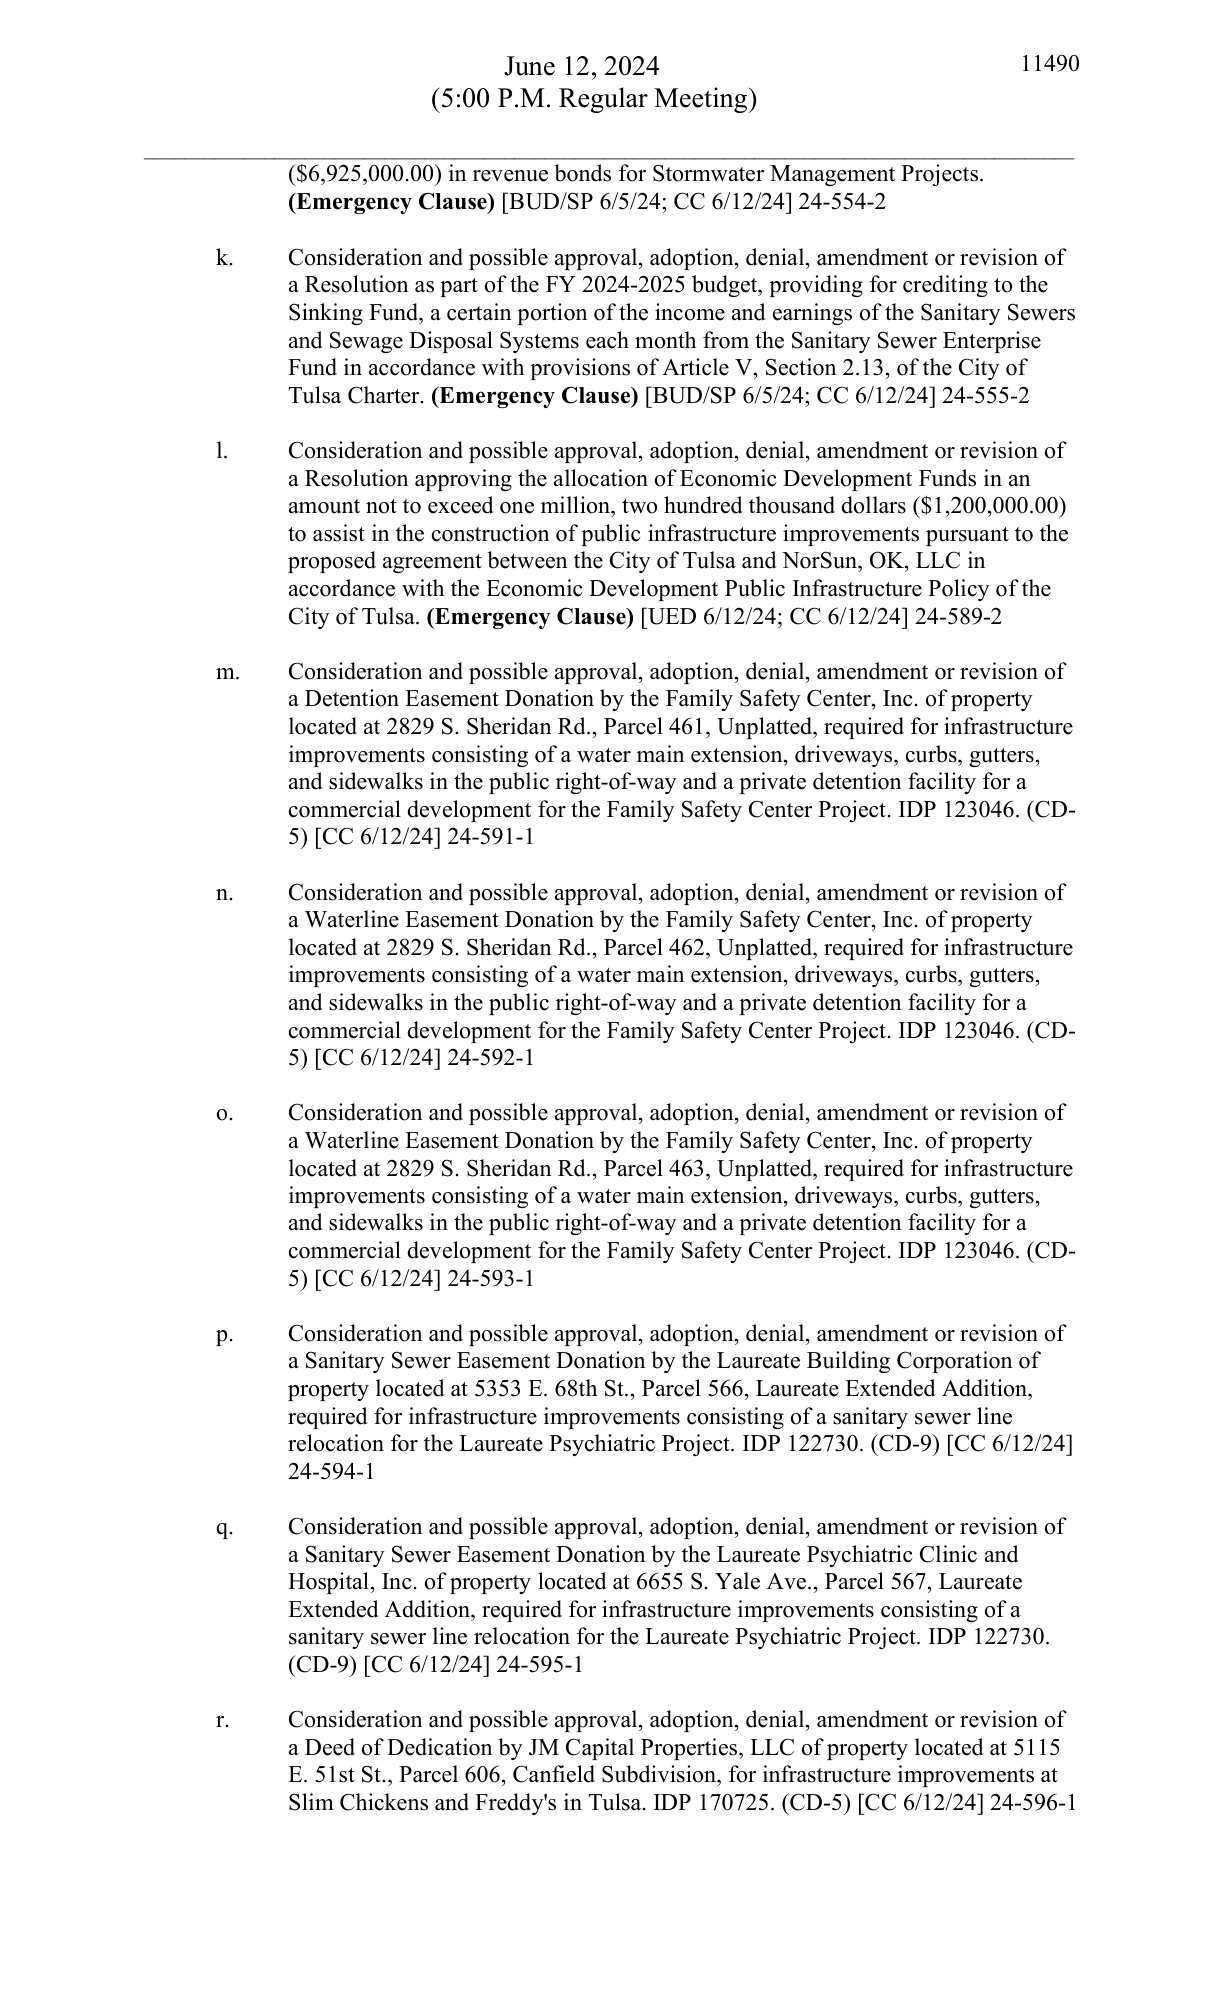 June 12, 2024
11490
(5:00 P.M. Regular Meeting)
($6,925,000.00) in revenue bonds for Stormwater Management Projects.
(Emergency Clause) [BUD/SP 6/5/24; CC 6/12/24] 24-554-2
k. Consideration and possible approval, adoption, denial, amendment or revision of
a Resolution as part of the FY 2024-2025 budget, providing for crediting to the
Sinking Fund, a certain portion of the income and earnings of the Sanitary Sewers
and Sewage Disposal Systems each month from the Sanitary Sewer Enterprise
Fund in accordance with provisions of Article V, Section 2.13, of the City of
Tulsa Charter. (Emergency Clause) [BUD/SP 6/5/24; CC 6/12/24] 24-555-2
l. Consideration and possible approval, adoption, denial, amendment or revision of
a Resolution approving the allocation of Economic Development Funds in an
amount not to exceed one million, two hundred thousand dollars ($1,200,000.00)
to assist in the construction of public infrastructure improvements pursuant to the
proposed agreement between the City of Tulsa and NorSun, OK, LLC in
accordance with the Economic Development Public Infrastructure Policy of the
City of Tulsa. (Emergency Clause) [UED 6/12/24; CC 6/12/24] 24-589-2
m. Consideration and possible approval, adoption, denial, amendment or revision of
a Detention Easement Donation by the Family Safety Center, Inc. of property
located at 2829 S. Sheridan Rd., Parcel 461, Unplatted, required for infrastructure
improvements consisting of a water main extension, driveways, curbs, gutters,
and sidewalks in the public right-of-way and a private detention facility for a
commercial development for the Family Safety Center Project. IDP 123046. (CD-
5) [CC 6/12/24] 24-591-1
n. Consideration and possible approval, adoption, denial, amendment or revision of
a Waterline Easement Donation by the Family Safety Center, Inc. of property
located at 2829 S. Sheridan Rd., Parcel 462, Unplatted, required for infrastructure
improvements consisting of a water main extension, driveways, curbs, gutters,
and sidewalks in the public right-of-way and a private detention facility for a
commercial development for the Family Safety Center Project. IDP 123046. (CD-
5) [CC 6/12/24] 24-592-1
o. Consideration and possible approval, adoption, denial, amendment or revision of
a Waterline Easement Donation by the Family Safety Center, Inc. of property
located at 2829 S. Sheridan Rd., Parcel 463, Unplatted, required for infrastructure
improvements consisting of a water main extension, driveways, curbs, gutters,
and sidewalks in the public right-of-way and a private detention facility for a
commercial development for the Family Safety Center Project. IDP 123046. (CD-
5) [CC 6/12/24] 24-593-1
p. Consideration and possible approval, adoption, denial, amendment or revision of
a Sanitary Sewer Easement Donation by the Laureate Building Corporation of
property located at 5353 E. 68th St., Parcel 566, Laureate Extended Addition,
required for infrastructure improvements consisting of a sanitary sewer line
relocation for the Laureate Psychiatric Project. IDP 122730. (CD-9) [CC 6/12/24]
24-594-1
q. Consideration and possible approval, adoption, denial, amendment or revision of
a Sanitary Sewer Easement Donation by the Laureate Psychiatric Clinic and
Hospital, Inc. of property located at 6655 S. Yale Ave., Parcel 567, Laureate
Extended Addition, required for infrastructure improvements consisting of a
sanitary sewer line relocation for the Laureate Psychiatric Project. IDP 122730.
(CD-9) [CC 6/12/24] 24-595-1
r. Consideration and possible approval, adoption, denial, amendment or revision of
a Deed of Dedication by JM Capital Properties, LLC of property located at 5115
E. 51st St., Parcel 606, Canfield Subdivision, for infrastructure improvements at
Slim Chickens and Freddy's in Tulsa. IDP 170725. (CD-5) [CC 6/12/24] 24-596-1